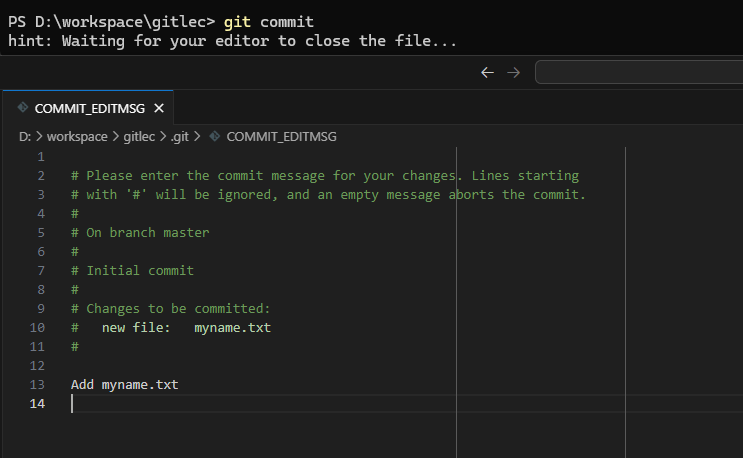 PS D:\workspace\gitlec> git commit
hint: Waiting for your editor to close the file...
COMMIT_EDITMSG
D: > workspace > gitlec > .git > COMMIT_EDITMSG
1
2 # Please enter the commit message for your changes. Lines starting
3 # with '#' will be ignored, and an empty message aborts the commit.
4 #
5 # On branch master
6 #
7 # Initial commit
8 #
9 # Changes to be committed:
10 #   new file:   myname.txt
11 #
12
13 Add myname.txt
14